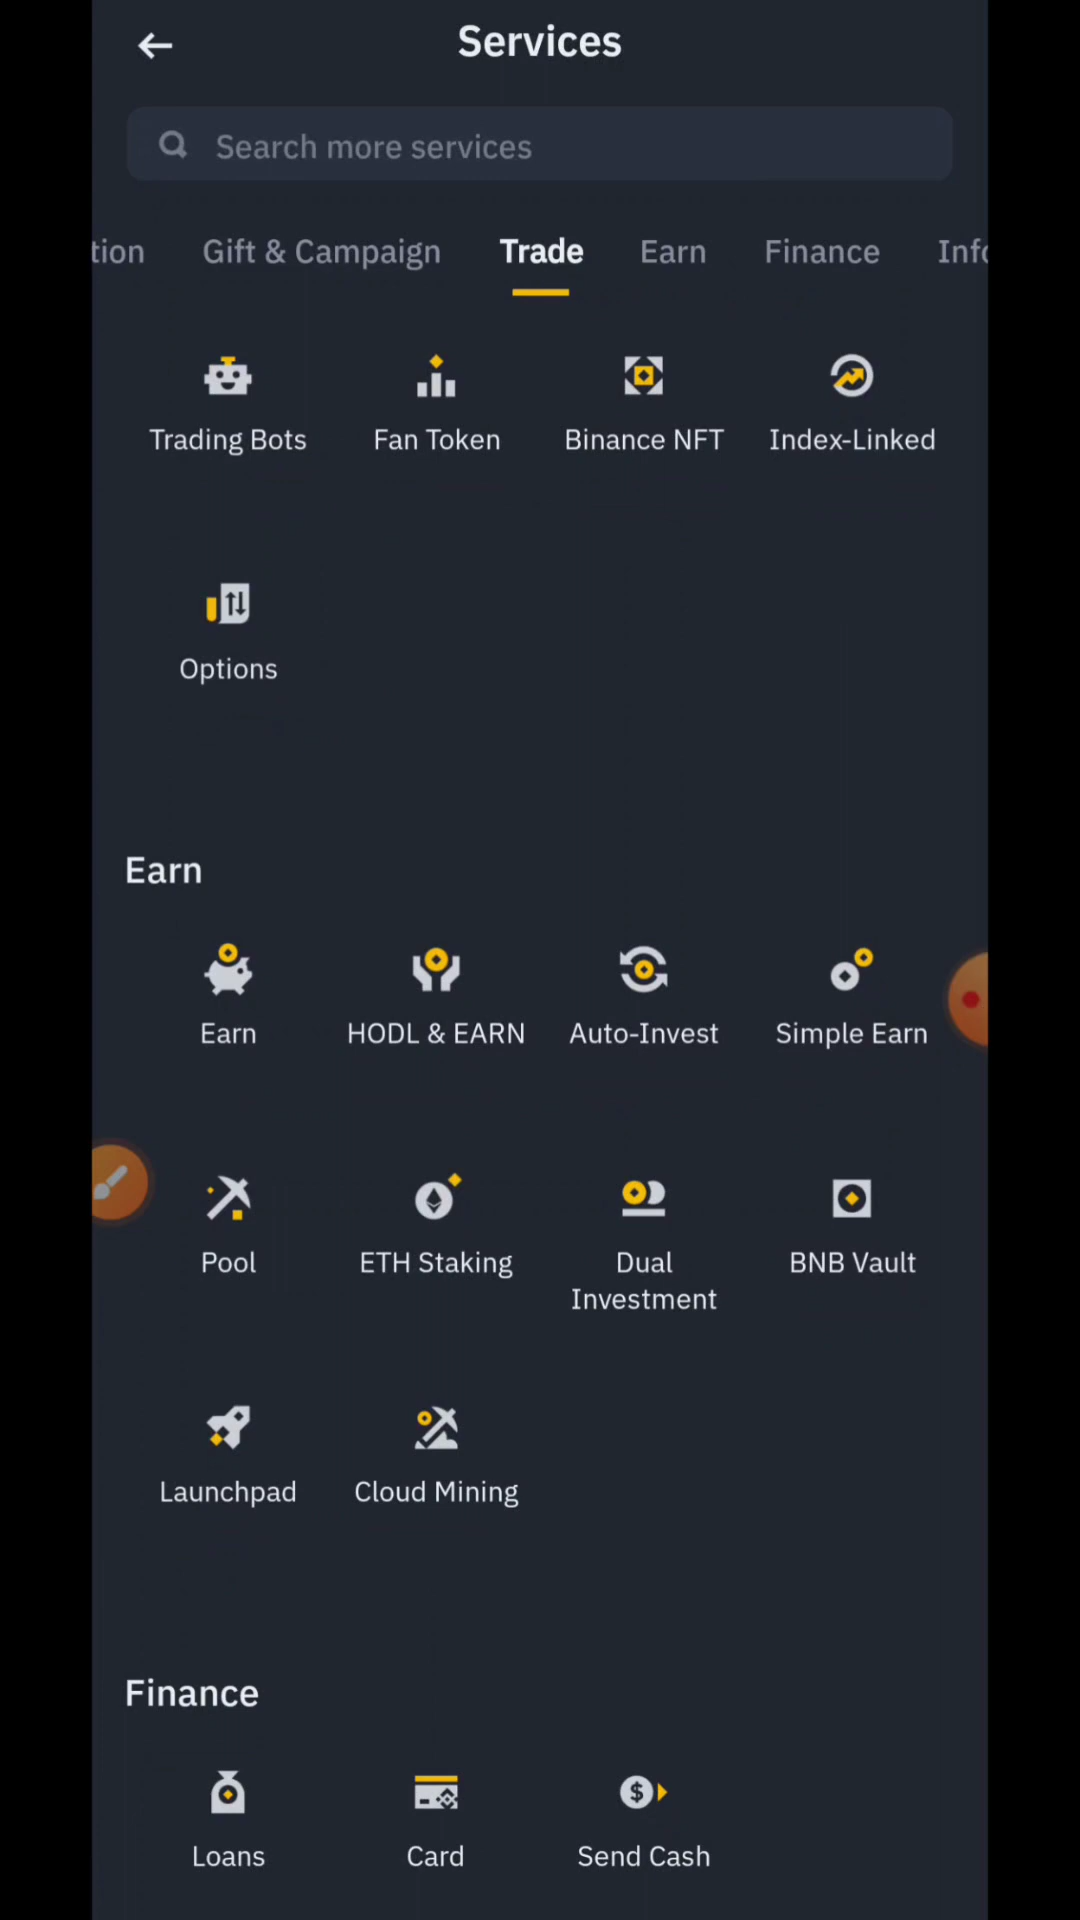 Services
Search more services
tion Gift & Campaign Trade Earn Finance Info
Trading Bots Fan Token Binance NFT Index-Linked
Options
Earn
Earn HODL & EARN Auto-Invest Simple Earn
Pool ETH Staking Dual Investment BNB Vault
Launchpad Cloud Mining
Finance
Loans Card Send Cash